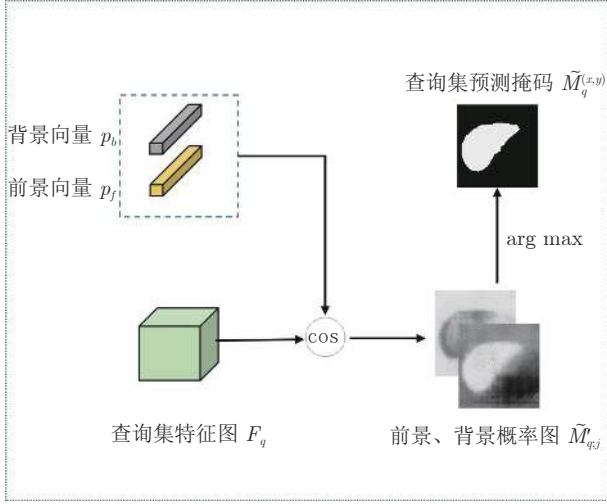 查询集预测掩码 M̃_q^{(x,y)}
背景向量 p_b
前景向量 p_f
arg max
cos
查询集特征图 F_q
前景、背景概率图 M̃′_{q;j}